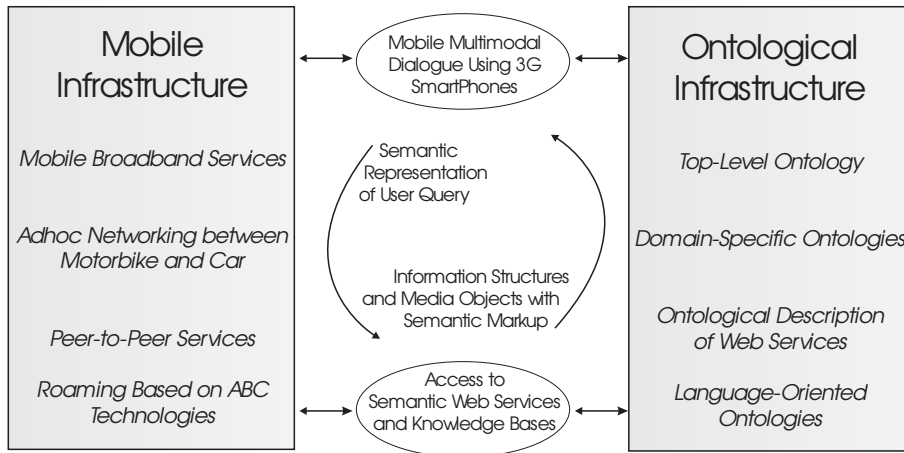 Mobile
Infrastructure
Mobile Broadband Services
Adhoc Networking between
Motorbike and Car
Peer-to-Peer Services
Roaming Based on ABC
Technologies
Mobile Multimodal
Dialogue Using 3G
SmartPhones
Semantic
Representation
of User Query
Information Structures
and Media Objects with
Semantic Markup
Access to
Semantic Web Services
and Knowledge Bases
Ontological
Infrastructure
Top-Level Ontology
Domain-Specific Ontologies
Ontological Description
of Web Services
Language-Oriented
Ontologies